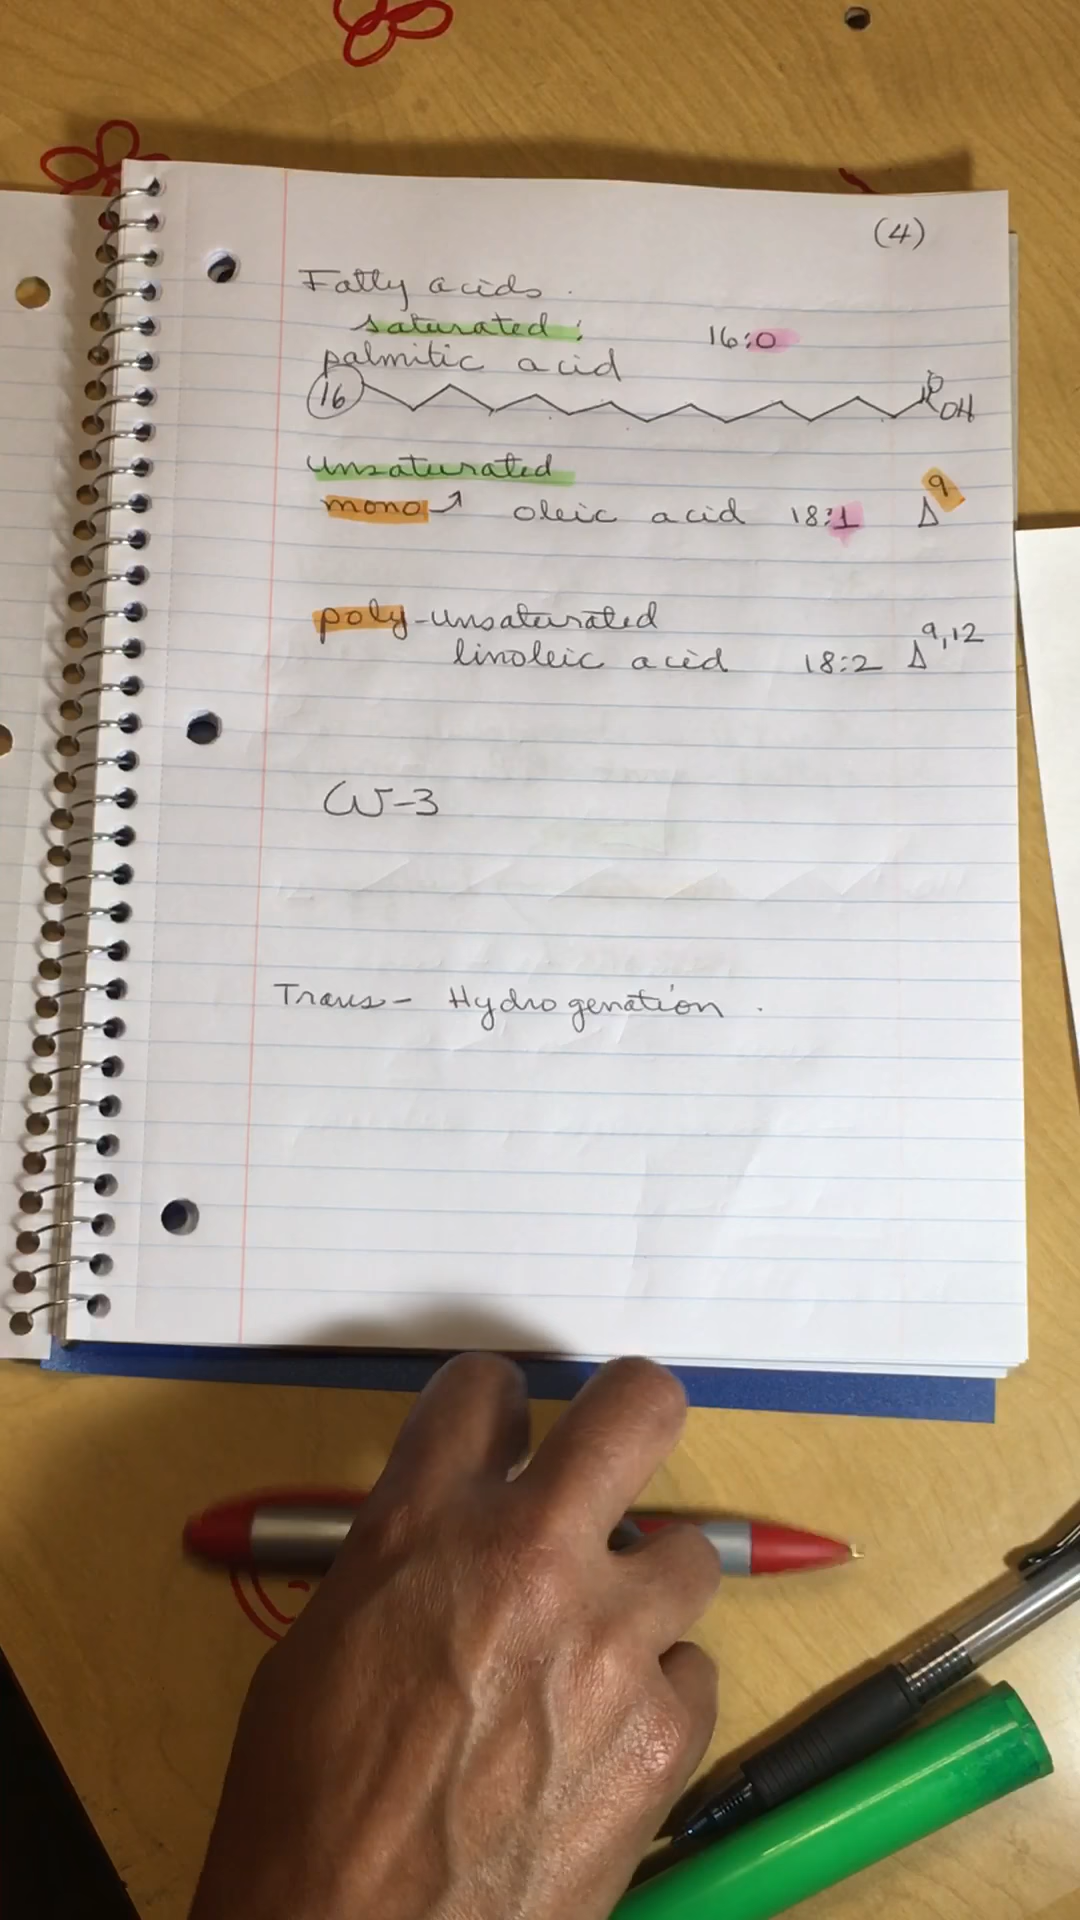 (4)
Fatty acids.
saturated: 16:0
palmitic acid
16 O
OH
unsaturated
mono↗ oleic acid 18:1 Δ9
poly-unsaturated
linoleic acid 18:2 Δ9,12
ω-3
Trans- Hydrogenation.